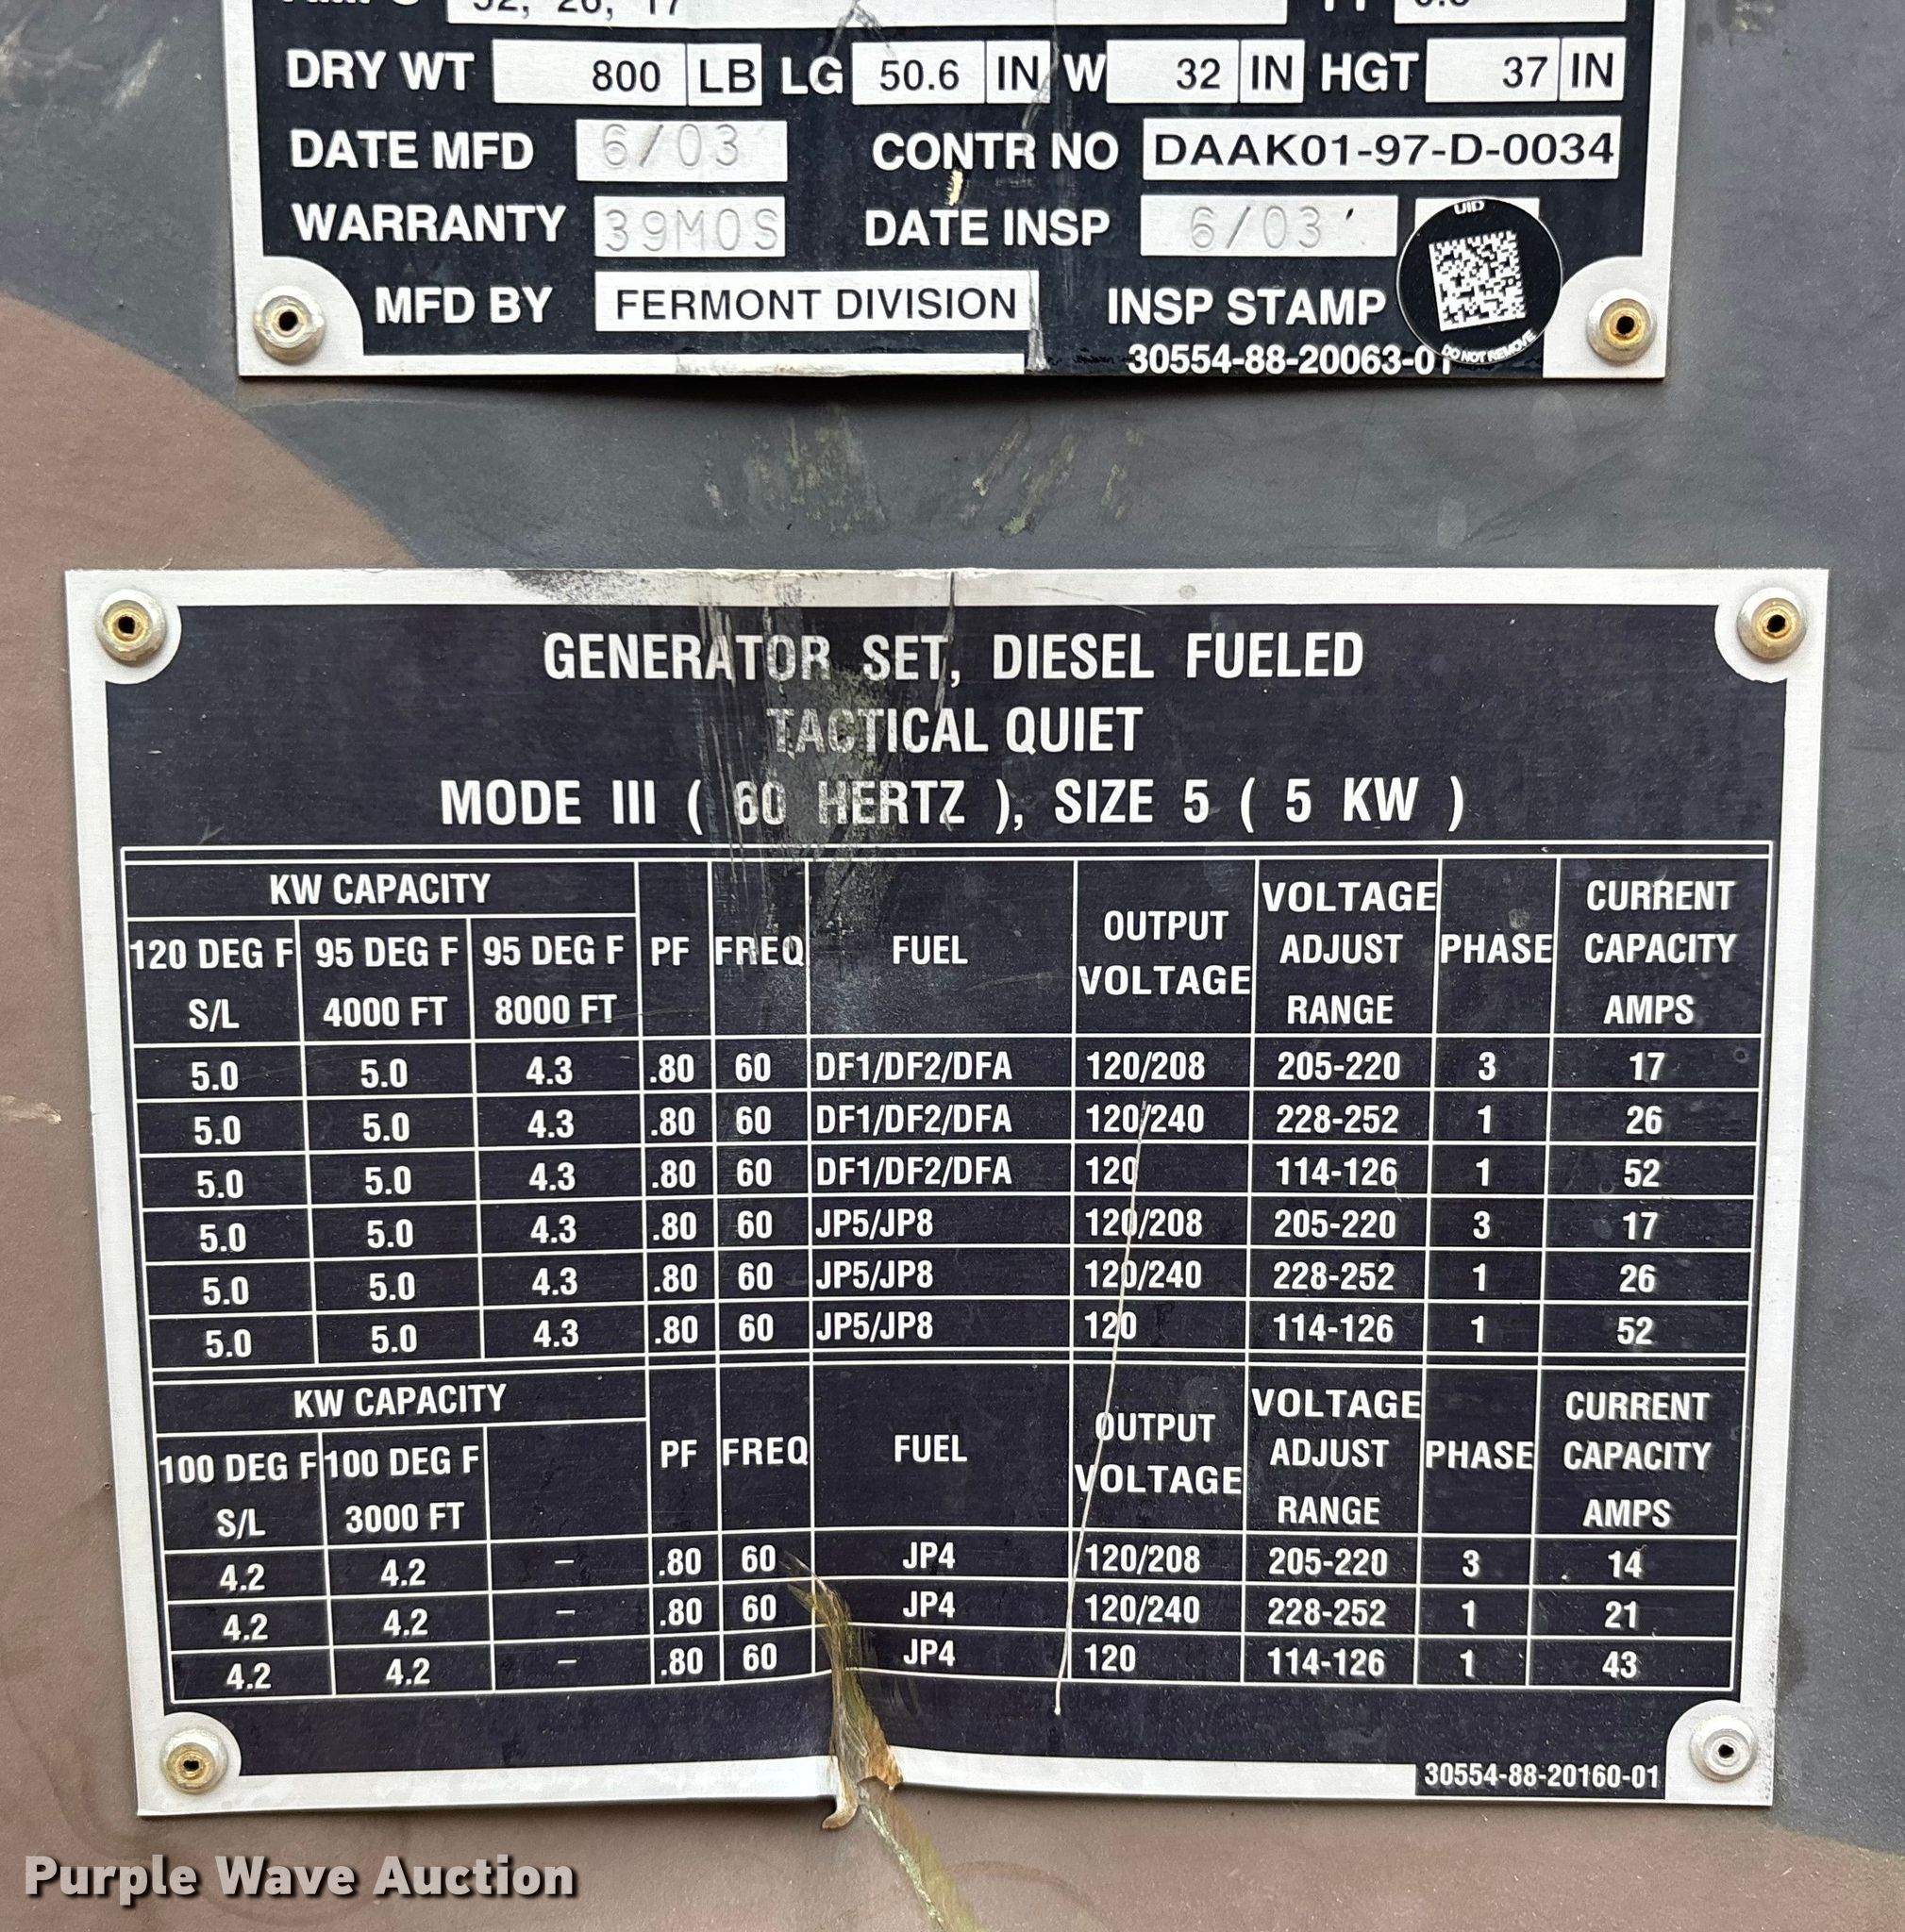 52, 26, 17
DRY WT 800 LB LG 50.6 IN W 32 IN HGT 37 IN
DATE MFD 6/03 CONTR NO DAAK01-97-D-0034
WARRANTY 39MOS DATE INSP 6/03
UID
MFD BY FERMONT DIVISION INSP STAMP
DO NOT REMOVE
30554-88-20063-01
GENERATOR SET, DIESEL FUELED
TACTICAL QUIET
MODE III ( 60 HERTZ ), SIZE 5 ( 5 KW )
KW CAPACITY PF FREQ FUEL OUTPUT VOLTAGE VOLTAGE ADJUST RANGE PHASE CURRENT CAPACITY AMPS
120 DEG F S/L 95 DEG F 4000 FT 95 DEG F 8000 FT
5.0 5.0 4.3 .80 60 DF1/DF2/DFA 120/208 205-220 3 17
5.0 5.0 4.3 .80 60 DF1/DF2/DFA 120/240 228-252 1 26
5.0 5.0 4.3 .80 60 DF1/DF2/DFA 120 114-126 1 52
5.0 5.0 4.3 .80 60 JP5/JP8 120/208 205-220 3 17
5.0 5.0 4.3 .80 60 JP5/JP8 120/240 228-252 1 26
5.0 5.0 4.3 .80 60 JP5/JP8 120 114-126 1 52
KW CAPACITY PF FREQ FUEL OUTPUT VOLTAGE VOLTAGE ADJUST RANGE PHASE CURRENT CAPACITY AMPS
100 DEG F S/L 100 DEG F 3000 FT
4.2 4.2 – .80 60 JP4 120/208 205-220 3 14
4.2 4.2 – .80 60 JP4 120/240 228-252 1 21
4.2 4.2 – .80 60 JP4 120 114-126 1 43
30554-88-20160-01
Purple Wave Auction